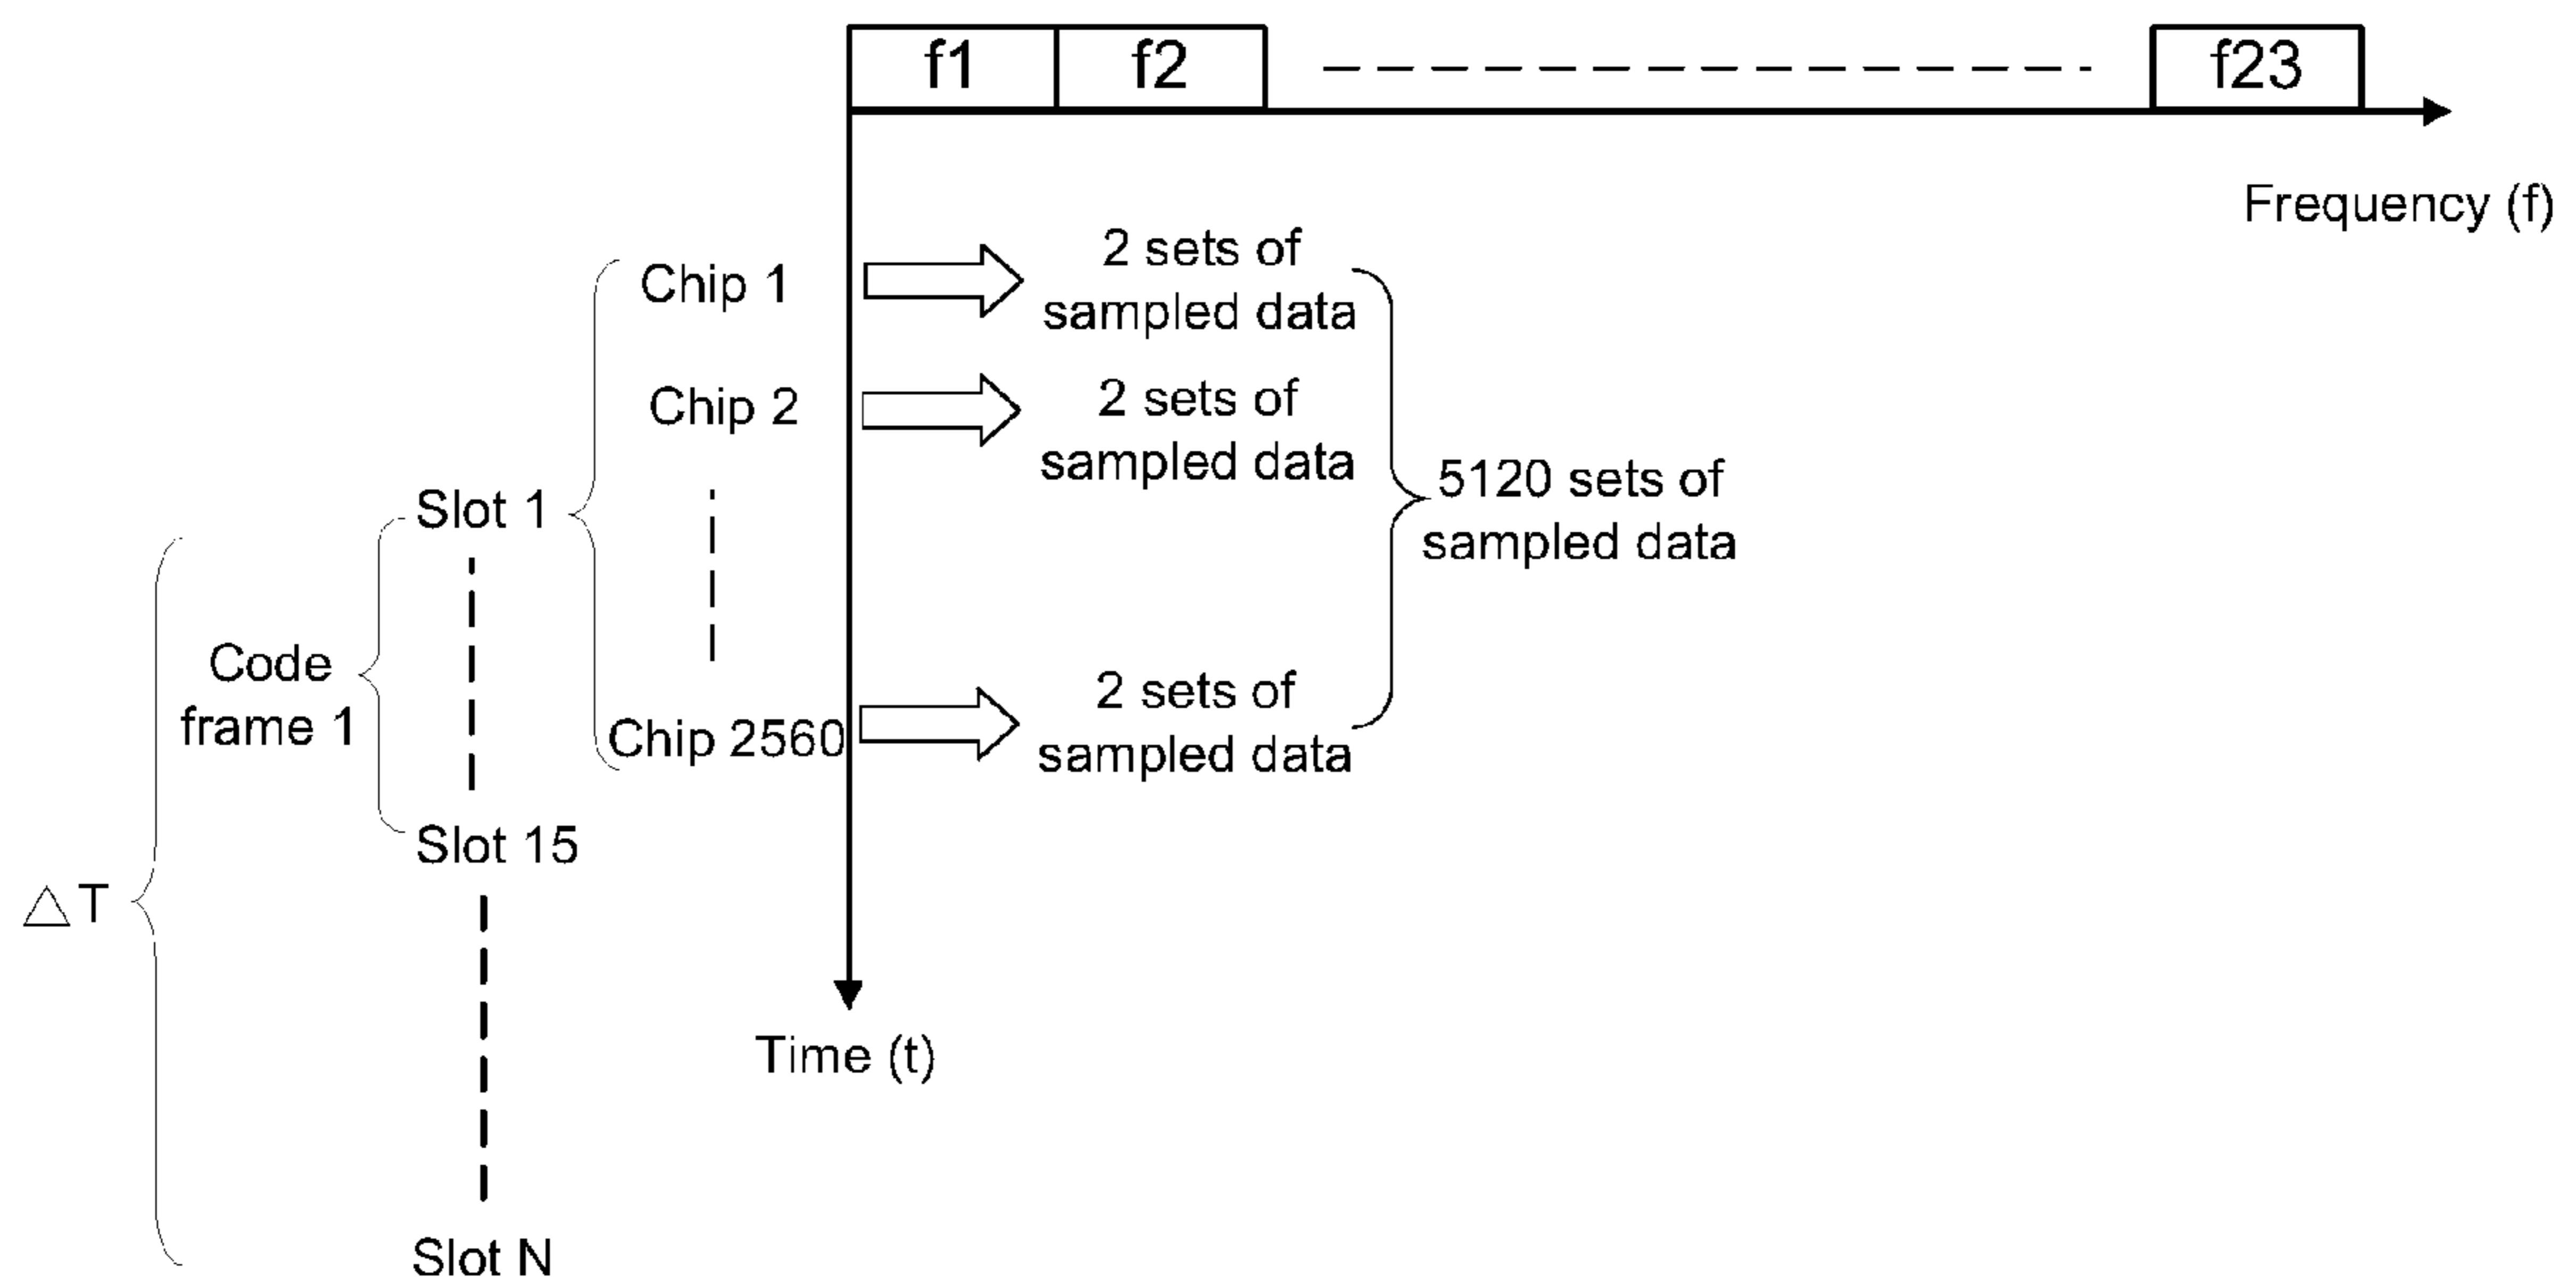 f1
f2
f23
Frequency (f)
Chip 1
2 sets of
sampled data
Chip 2
2 sets of
sampled data
Slot 1
5120 sets of
sampled data
Code
frame 1
Chip 2560
2 sets of
sampled data
Slot 15
△T
Time (t)
Slot N